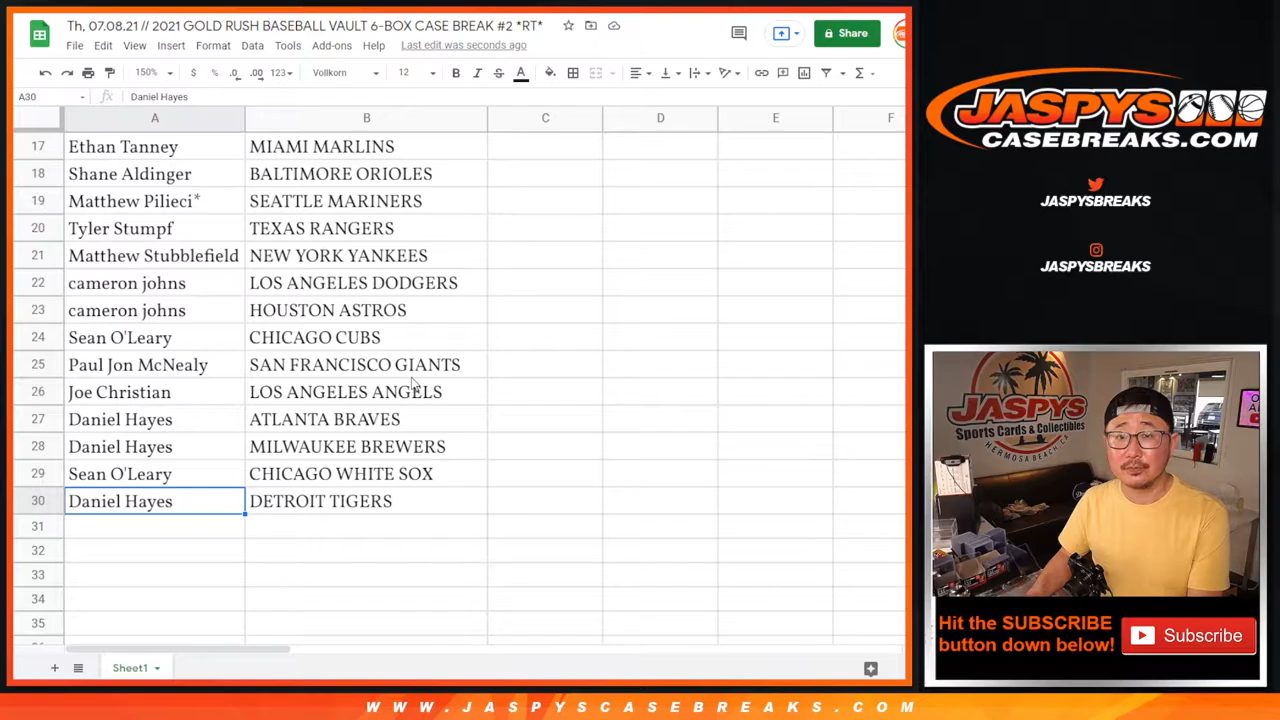 Th, 07.08.21 // 2021 GOLD RUSH BASEBALL VAULT 6-BOX CASE BREAK #2 *RT*
File Edit View Insert Format Data Tools Add-ons Help Last edit was seconds ago
Share
150% $ % .0 .00 123 Vollkorn 12 B I S A
A30 fx Daniel Hayes
A B C D E F
17 Ethan Tanney MIAMI MARLINS
18 Shane Aldinger BALTIMORE ORIOLES
19 Matthew Pilieci* SEATTLE MARINERS
20 Tyler Stumpf TEXAS RANGERS
21 Matthew Stubblefield NEW YORK YANKEES
22 cameron johns LOS ANGELES DODGERS
23 cameron johns HOUSTON ASTROS
24 Sean O'Leary CHICAGO CUBS
25 Paul Jon McNealy SAN FRANCISCO GIANTS
26 Joe Christian LOS ANGELES ANGELS
27 Daniel Hayes ATLANTA BRAVES
28 Daniel Hayes MILWAUKEE BREWERS
29 Sean O'Leary CHICAGO WHITE SOX
30 Daniel Hayes DETROIT TIGERS
31
32
33
34
35
Sheet1
JASPYS
CASEBREAKS.COM
JASPYSBREAKS
JASPYSBREAKS
JASPYS
Sports Cards & Collectibles
HERMOSA BEACH, CA
Hit the SUBSCRIBE
button down below!
Subscribe
WWW.JASPYSCASEBREAKS.COM